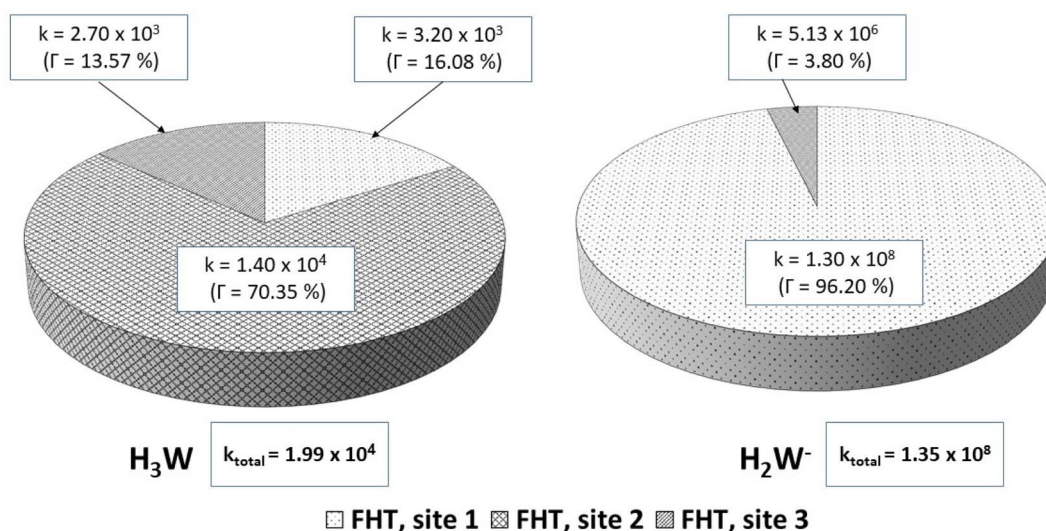 k = 2.70 x 10³
(Γ = 13.57 %)
k = 3.20 x 10³
(Γ = 16.08 %)
k = 1.40 x 10⁴
(Γ = 70.35 %)
H₃W
kₜₒₜₐₗ = 1.99 x 10⁴
k = 5.13 x 10⁶
(Γ = 3.80 %)
k = 1.30 x 10⁸
(Γ = 96.20 %)
H₂W⁻
kₜₒₜₐₗ = 1.35 x 10⁸
FHT, site 1 FHT, site 2 FHT, site 3